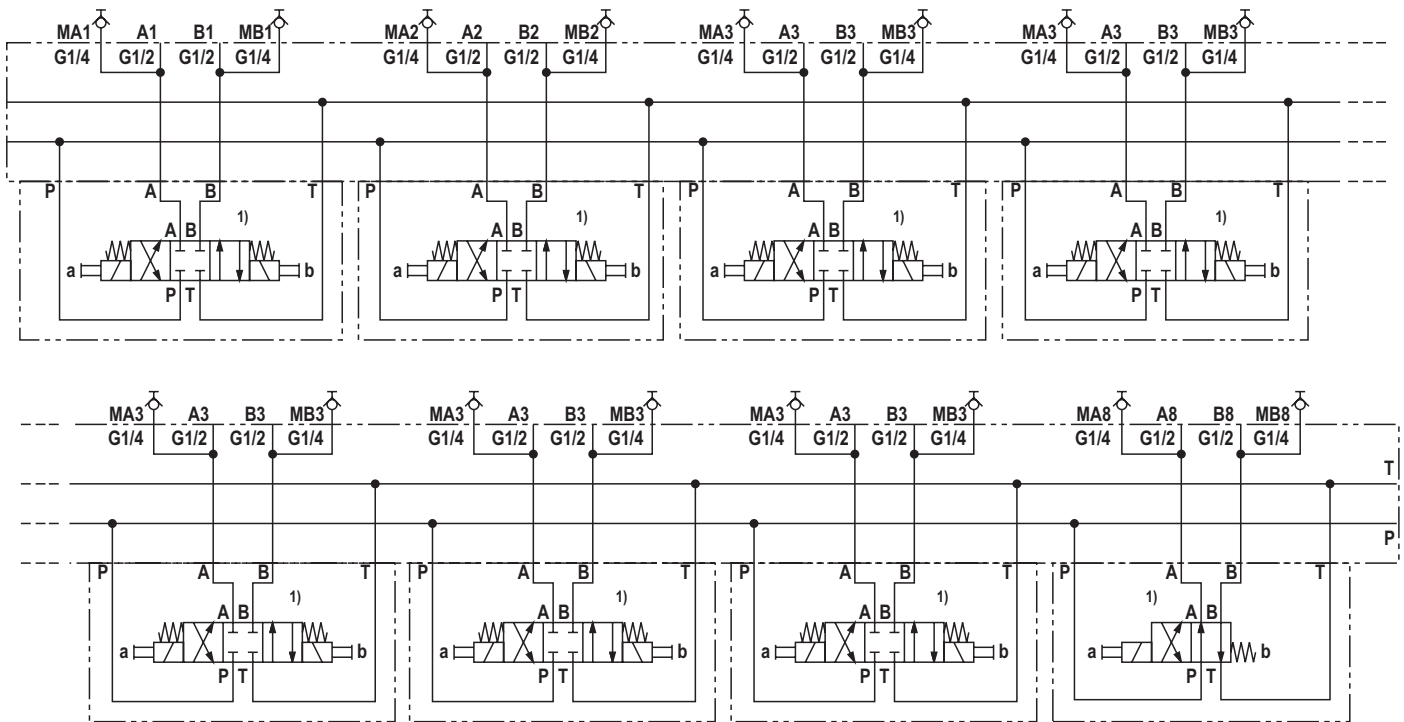 MA1 A1 B1 MB1 MA2 A2 B2 MB2 MA3 A3 B3 MB3 MA3 A3 B3 MB3
G1/4 G1/2 G1/2 G1/4 G1/4 G1/2 G1/2 G1/4 G1/4 G1/2 G1/2 G1/4 G1/4 G1/2 G1/2 G1/4
P A B T P A B T P A B T P A B T
1) 1) 1) 1)
A B A B A B A B
a b a b a b a b
P T P T P T P T
MA3 A3 B3 MB3 MA3 A3 B3 MB3 MA3 A3 B3 MB3 MA8 A8 B8 MB8
G1/4 G1/2 G1/2 G1/4 G1/4 G1/2 G1/2 G1/4 G1/4 G1/2 G1/2 G1/4 G1/4 G1/2 G1/2 G1/4
T
P
P A B T P A B T P A B T P A B T
1) 1) 1) 1)
A B A B A B A B
a b a b a b a b
P T P T P T P T